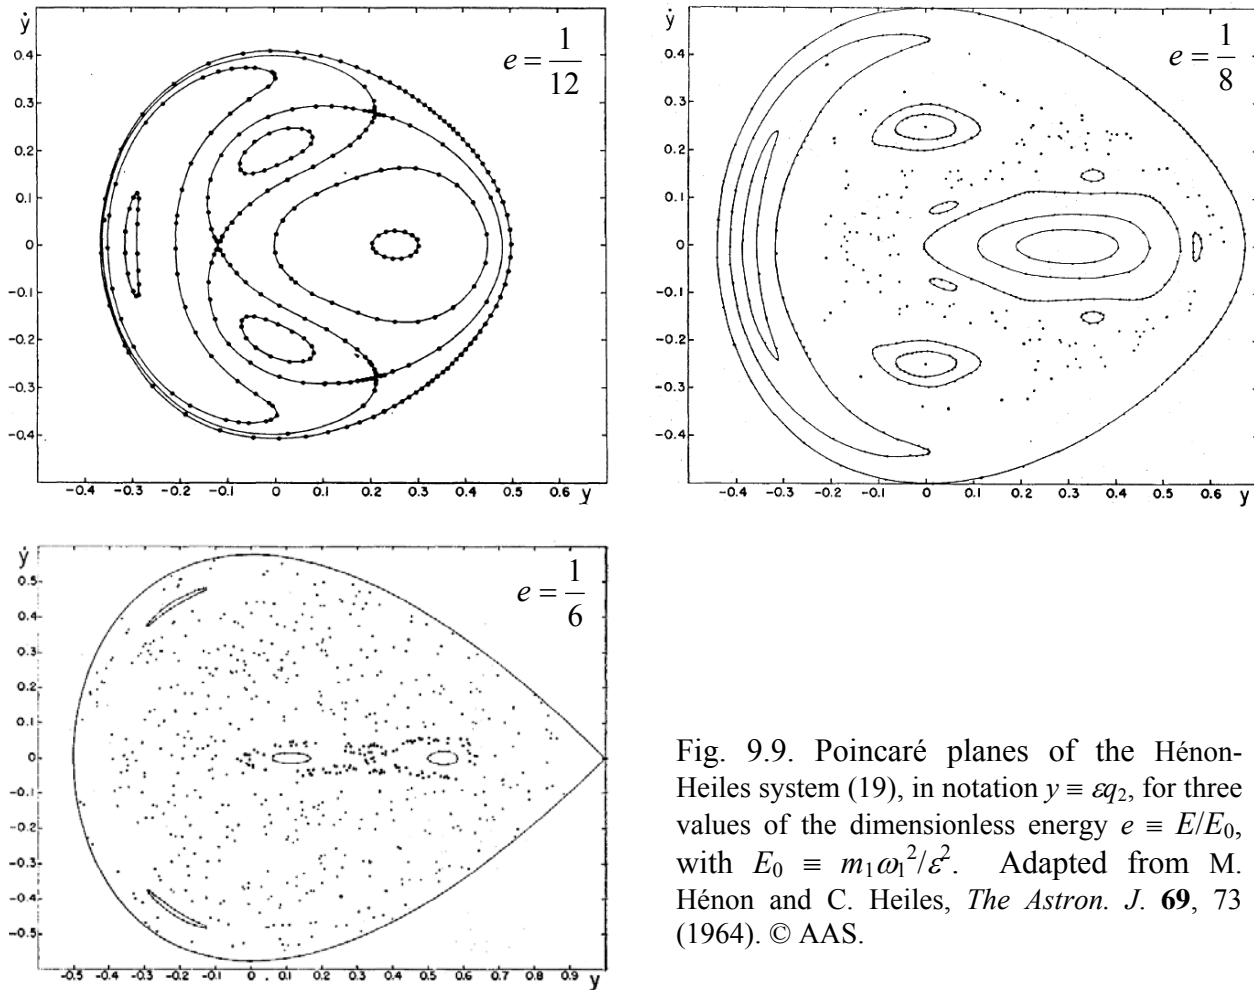 ẏ
e = 1/12
0.4
0.3
0.2
0.1
0
-0.1
-0.2
-0.3
-0.4
-0.4 -0.3 -0.2 -0.1 0 0.1 0.2 0.3 0.4 0.5 0.6 y
ẏ
e = 1/8
0.4
0.3
0.2
0.1
0
-0.1
-0.2
-0.3
-0.4
-0.4 -0.3 -0.2 -0.1 0 0.1 0.2 0.3 0.4 0.5 0.6 y
ẏ
e = 1/6
0.5
0.4
0.3
0.2
0.1
0
-0.1
-0.2
-0.3
-0.4
-0.5
-0.5 -0.4 -0.3 -0.2 -0.1 0 0.1 0.2 0.3 0.4 0.5 0.6 0.7 0.8 0.9
y
Fig. 9.9. Poincaré planes of the Hénon-
Heiles system (19), in notation y ≡ εq₂, for three
values of the dimensionless energy e ≡ E/E₀,
with E₀ ≡ m₁ω₁²/ε². Adapted from M.
Hénon and C. Heiles, The Astron. J. 69, 73
(1964). © AAS.